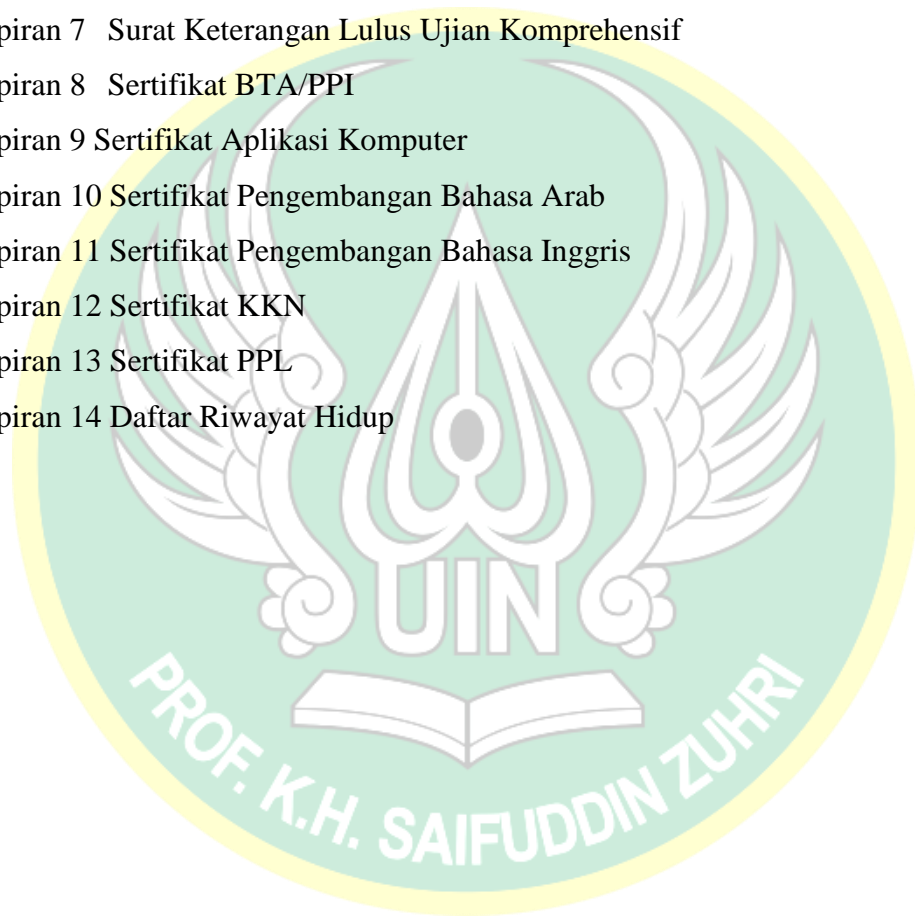 piran 7 Surat Keterangan Lulus Ujian Komprehensif
piran 8 Sertifikat BTA/PPI
piran 9 Sertifikat Aplikasi Komputer
piran 10 Sertifikat Pengembangan Bahasa Arab
piran 11 Sertifikat Pengembangan Bahasa Inggris
piran 12 Sertifikat KKN
piran 13 Sertifikat PPL
piran 14 Daftar Riwayat Hidup
UIN
PROF. K.H. SAIFUDDIN ZUHRI